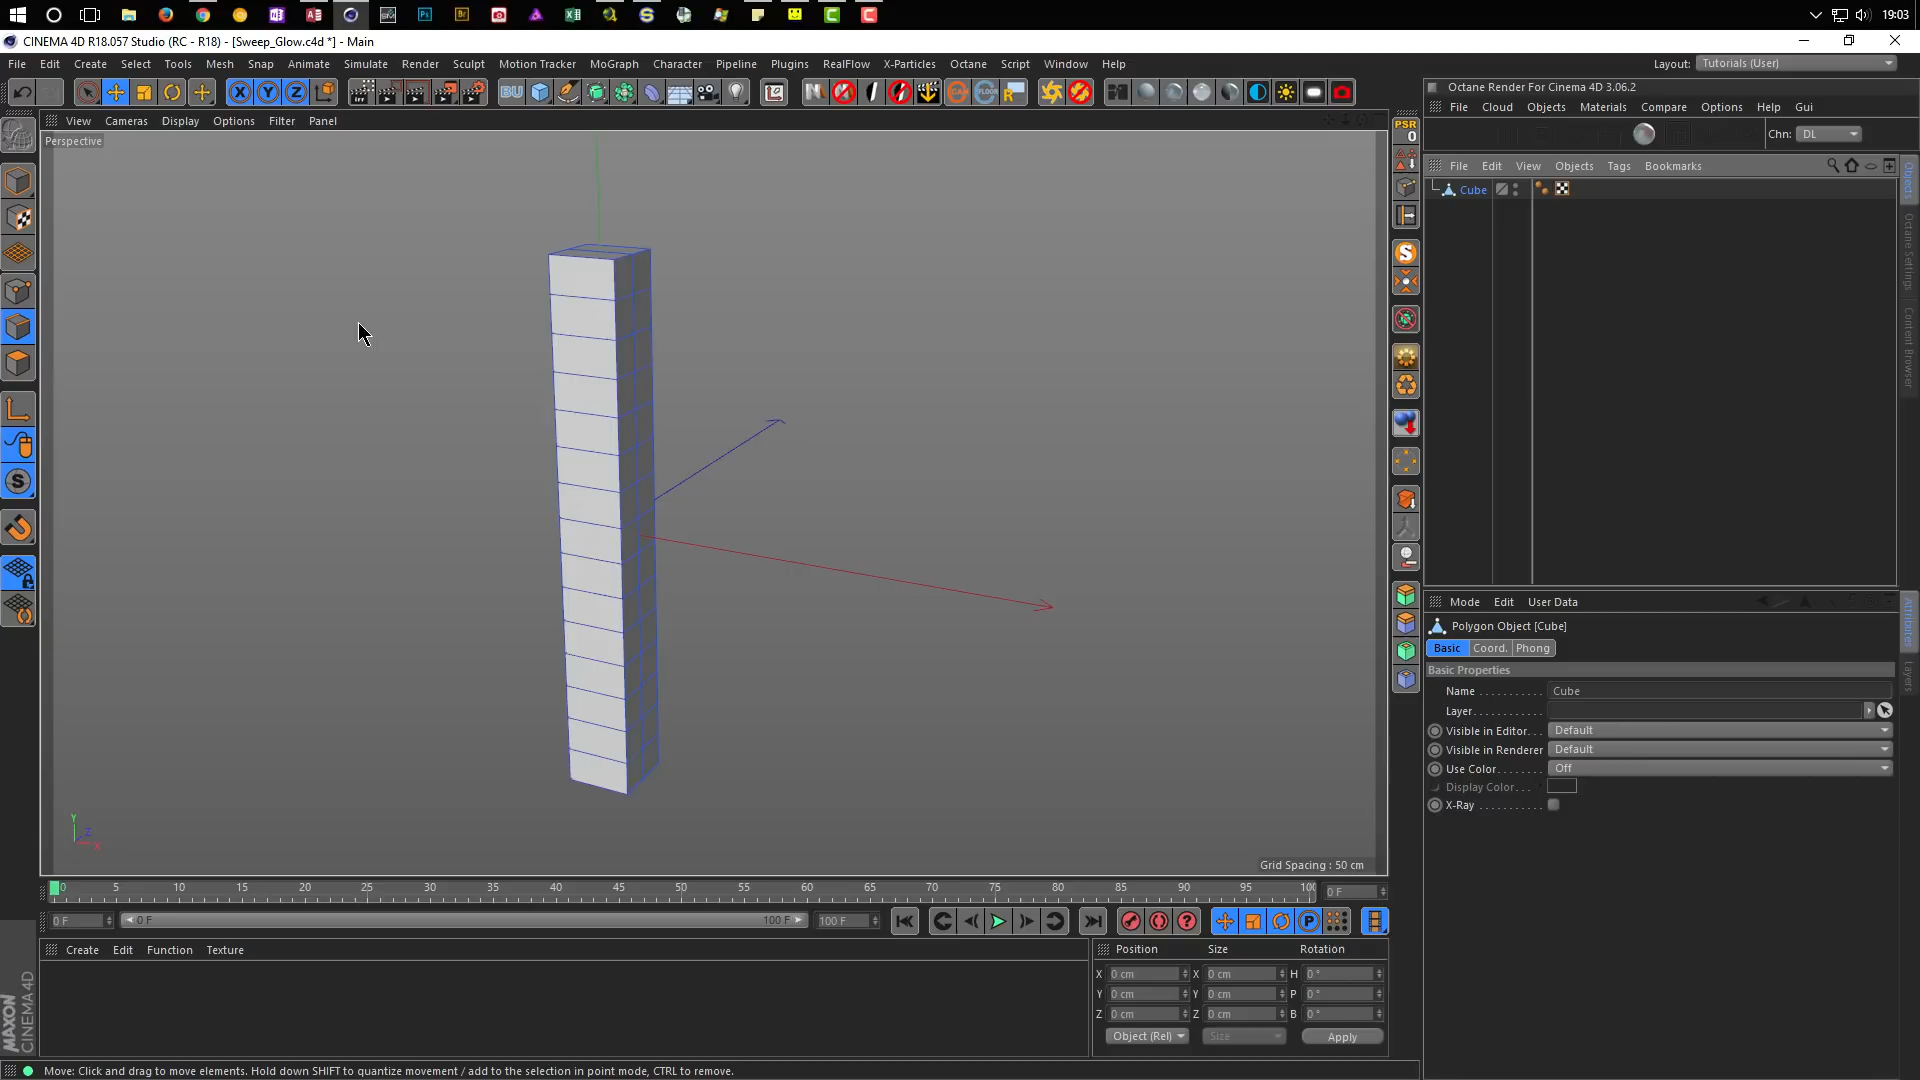 19:03
CINEMA 4D R18.057 Studio (RC - R18) - [Sweep_Glow.c4d *] - Main
File Edit Create Select Tools Mesh Snap Animate Simulate Render Sculpt Motion Tracker MoGraph Character Pipeline Plugins RealFlow X-Particles Octane Script Window Help Layout: Tutorials (User)
Octane Render For Cinema 4D 3.06.2
File Cloud Objects Materials Compare Options Help Gui
View Cameras Display Options Filter Panel
Chn: DL
Perspective
PSR
0
File Edit View Objects Tags Bookmarks
Cube
Objects
Octane Settings
Content Browser
Mode Edit User Data
Polygon Object [Cube]
Basic Coord. Phong
Basic Properties
Name Cube
Layer
Visible in Editor Default
Visible in Renderer Default
Use Color Off
Display Color
X-Ray
Attributes
Layers
Y
Z
X
Grid Spacing : 50 cm
0 5 10 15 20 25 30 35 40 45 50 55 60 65 70 75 80 85 90 95 100 0 F
0 F 0 F 100 F 100 F
Create Edit Function Texture
Position Size Rotation
X 0 cm X 0 cm H 0 °
Y 0 cm Y 0 cm P 0 °
Z 0 cm Z 0 cm B 0 °
Object (Rel) Size Apply
MAXON
CINEMA 4D
Move: Click and drag to move elements. Hold down SHIFT to quantize movement / add to the selection in point mode, CTRL to remove.